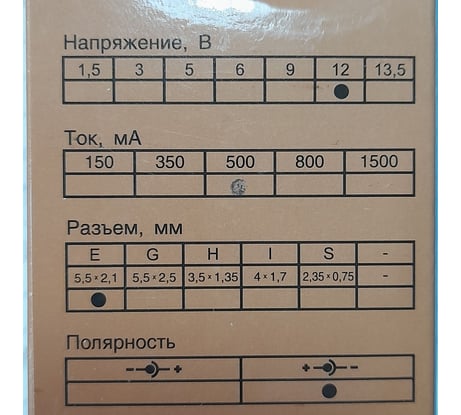 Напряжение, В
1,5 3 5 6 9 12 13,5
Ток, мА
150 350 500 800 1500
Разъем, мм
E G H I S -
5,5×2,1 5,5×2,5 3,5×1,35 4×1,7 2,35×0,75 -
Полярность
- + + -